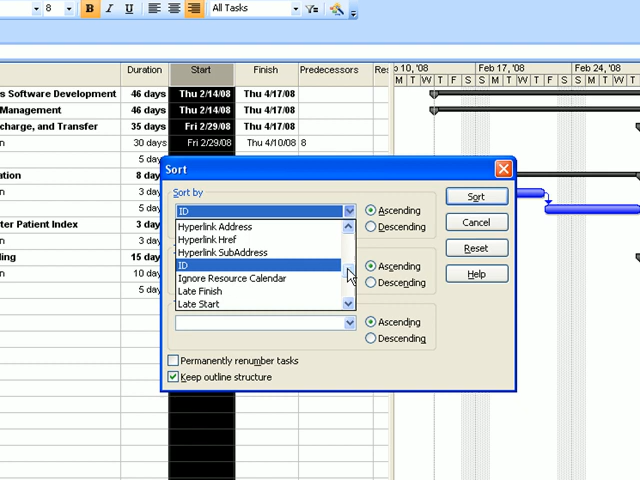 8 B I U All Tasks
Duration Start Finish Predecessors Res
b 10, '08 Feb 17, '08 Feb 24, '08
M T W T F S S M T W T F S S M T W T F
s Software Development 46 days Thu 2/14/08 Thu 4/17/08
Management 46 days Thu 2/14/08 Thu 4/17/08
charge, and Transfer 35 days Fri 2/29/08 Thu 4/17/08
n 30 days Fri 2/29/08 Thu 4/10/08 8
5 day
ation 8 day
n 3 day
5 day
ter Patient Index 3 day
ling 15 day
n 10 day
5 day
Sort
Sort by
ID
Ascending
Descending
Hyperlink Address
Hyperlink Href
Hyperlink SubAddress
ID
Ignore Resource Calendar
Late Finish
Late Start
Ascending
Descending
Ascending
Descending
Permanently renumber tasks
Keep outline structure
Sort
Cancel
Reset
Help